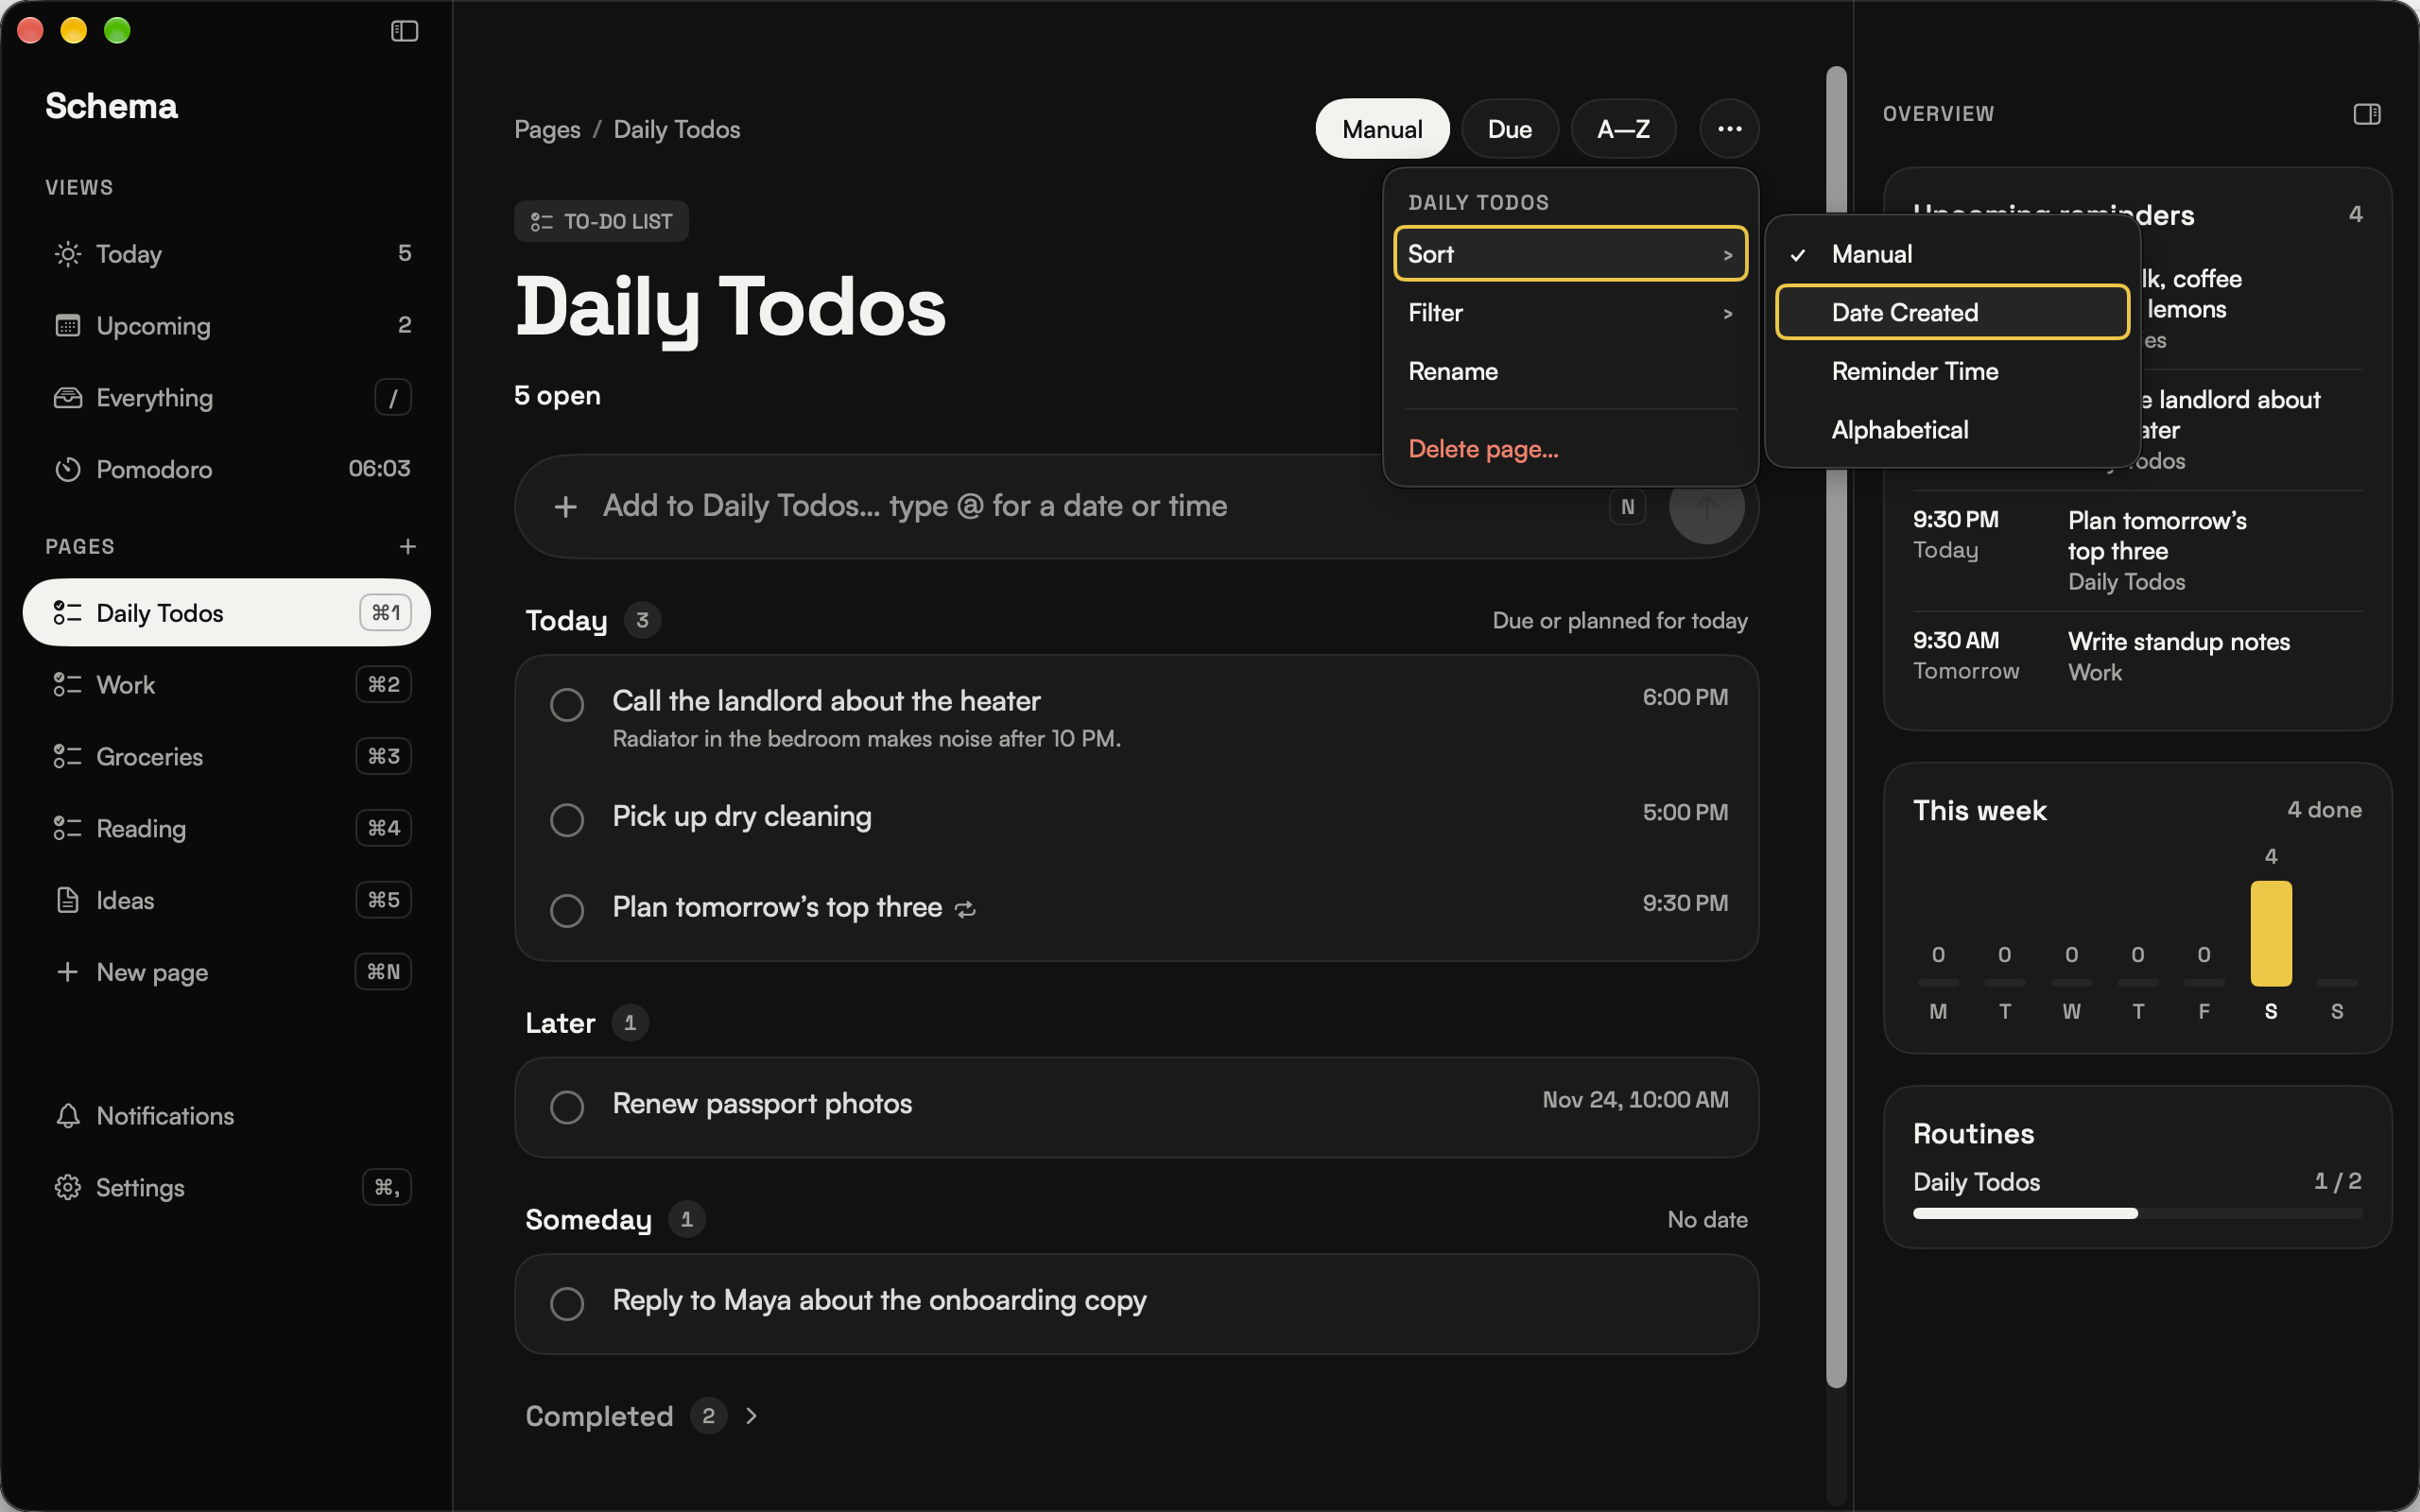 Schema
VIEWS
Today 5
Upcoming 2
Everything /
Pomodoro 06:03
PAGES +
Daily Todos ⌘1
Work ⌘2
Groceries ⌘3
Reading ⌘4
Ideas ⌘5
+ New page ⌘N
Notifications
Settings ⌘,
Pages / Daily Todos
Manual Due A—Z ...
TO-DO LIST
Daily Todos
5 open
+ Add to Daily Todos... type @ for a date or time N
DAILY TODOS
Sort >
Filter >
Rename
Delete page...
✓ Manual
Date Created
Reminder Time
Alphabetical
Today 3 Due or planned for today
Call the landlord about the heater 6:00 PM
Radiator in the bedroom makes noise after 10 PM.
Pick up dry cleaning 5:00 PM
Plan tomorrow's top three 9:30 PM
Later 1
Renew passport photos Nov 24, 10:00 AM
Someday 1 No date
Reply to Maya about the onboarding copy
Completed 2 >
OVERVIEW
Upcoming reminders 4
coffee
lemons
landlord about
9:30 PM Plan tomorrow's
Today top three
Daily Todos
9:30 AM Write standup notes
Tomorrow Work
This week 4 done
4
0 0 0 0 0
M T W T F S S
Routines
Daily Todos 1 / 2